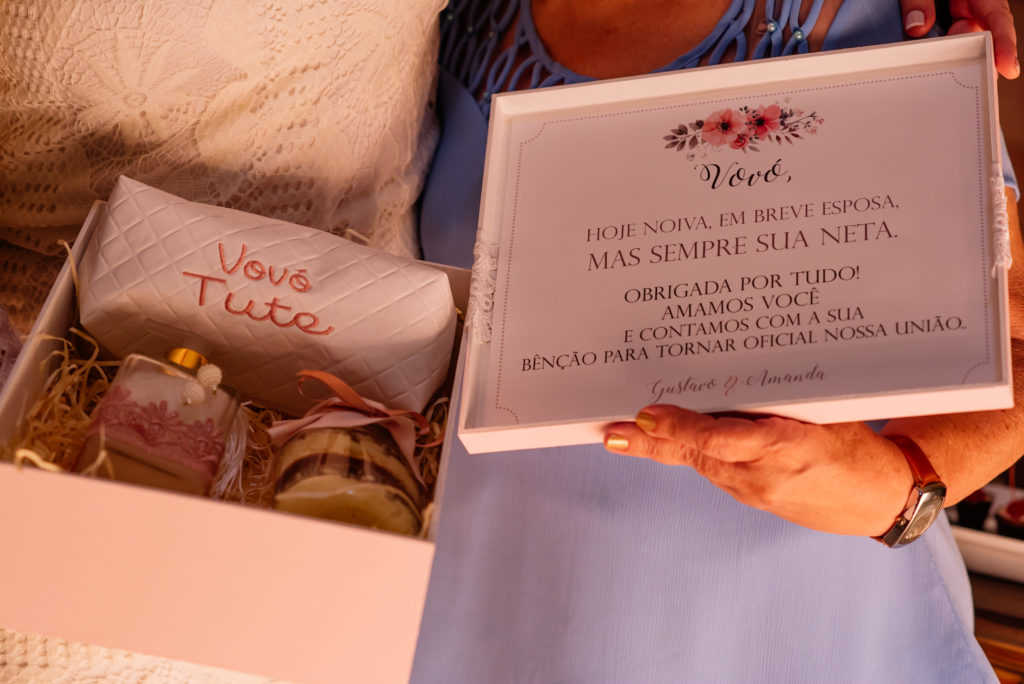 Vovó
Tute
Vovó,
HOJE NOIVA, EM BREVE ESPOSA,
MAS SEMPRE SUA NETA.
OBRIGADA POR TUDO!
AMAMOS VOCÊ
E CONTAMOS COM A SUA
BÊNÇÃO PARA TORNAR OFICIAL NOSSA UNIÃO.
Gustavo & Amanda